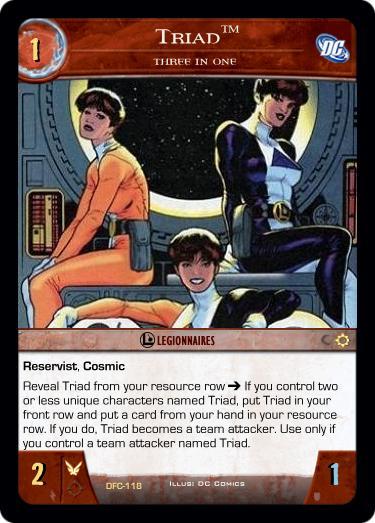 1
TRIAD™
THREE IN ONE
DC
LEGIONNAIRES
Reservist, Cosmic
Reveal Triad from your resource row ➔ If you control two
or less unique characters named Triad, put Triad in your
front row and put a card from your hand in your resource
row. If you do, Triad becomes a team attacker. Use only if
you control a team attacker named Triad.
2
DFC-118
ILLUS: DC COMICS
1